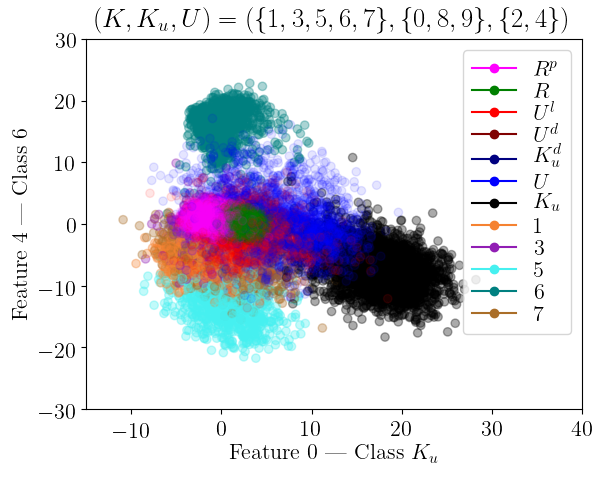 (K, K_u, U) = ({1, 3, 5, 6, 7}, {0, 8, 9}, {2, 4})
Feature 4 — Class 6
30
20
10
0
−10
−20
−30
R^p
R
U^l
U^d
K_u^d
U
K_u
1
3
5
6
7
−10 0 10 20 30 40
Feature 0 — Class K_u